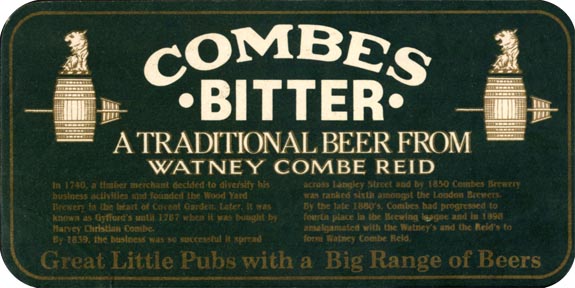 COMBES
• BITTER •
A TRADITIONAL BEER FROM
WATNEY COMBE REID
In 1740, a timber merchant decided to diversify his
business activities and founded the Wood Yard
Brewery in the heart of Covent Garden. Later, it was
known as Gyfford's until 1787 when it was bought by
Harvey Christian Combe.
By 1839, the business was so successful it spread
across Langley Street and by 1850 Combes Brewery
was ranked sixth amongst the London Brewers.
By the late 1880's, Combes had progressed to
fourth place in the Brewing league and in 1898
amalgamated with the Watney's and the Reid's to
form Watney Combe Reid.
Great Little Pubs with a Big Range of Beers